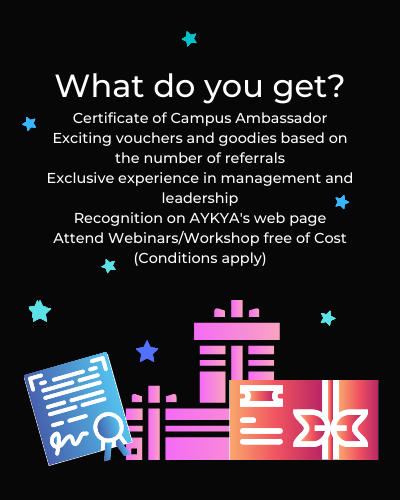 What do you get?
Certificate of Campus Ambassador
Exciting vouchers and goodies based on
the number of referrals
Exclusive experience in management and
leadership
Recognition on AYKYA's web page
Attend Webinars/Workshop free of Cost
(Conditions apply)